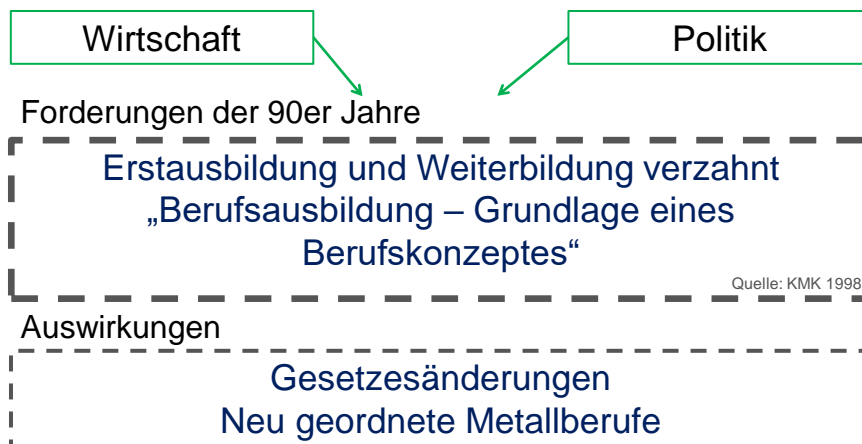 Wirtschaft
Politik
Forderungen der 90er Jahre
Erstausbildung und Weiterbildung verzahnt
„Berufsausbildung – Grundlage eines
Berufskonzeptes“
Quelle: KMK 1998
Auswirkungen
Gesetzesänderungen
Neu geordnete Metallberufe